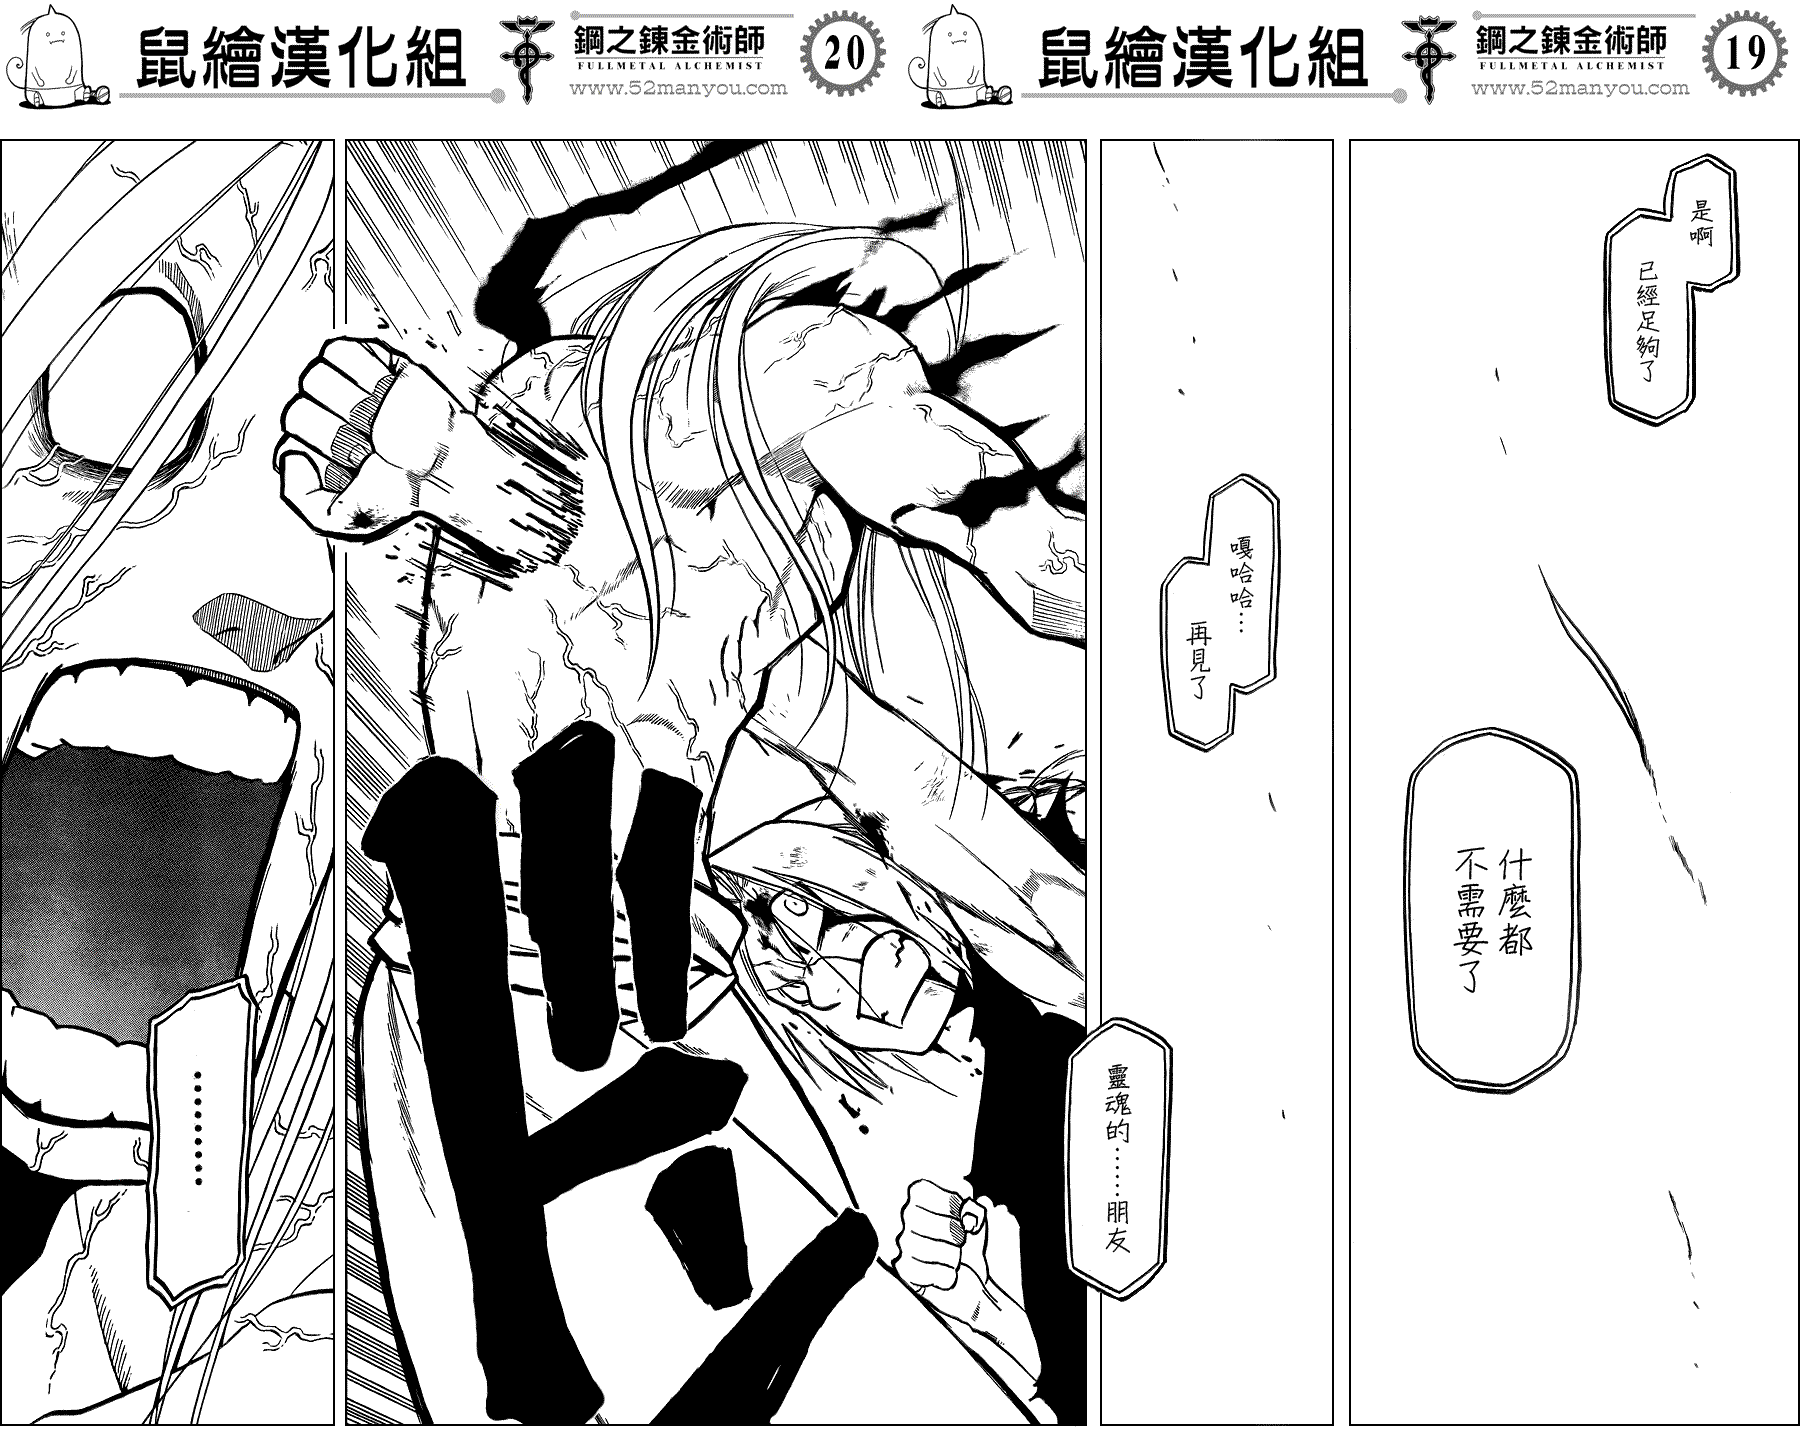 鼠繪漢化組
鋼之鍊金術師
FULLMETAL ALCHEMIST
www.52manyou.com
20
鼠繪漢化組
鋼之鍊金術師
FULLMETAL ALCHEMIST
www.52manyou.com
19
是啊
已經足夠了
什麼都
不需要了
嘎哈哈…
再見了
靈魂的……朋友
………